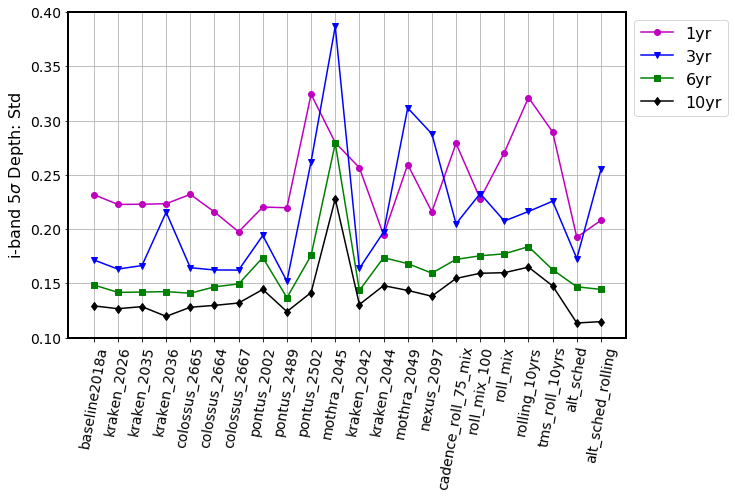 0.40
0.35
0.30
0.25
0.20
0.15
0.10
i-band 5σ Depth: Std
1yr
3yr
6yr
10yr
baseline2018a
kraken_2026
kraken_2035
kraken_2036
colossus_2665
colossus_2664
colossus_2667
pontus_2002
pontus_2489
pontus_2502
mothra_2045
kraken_2042
kraken_2044
mothra_2049
nexus_2097
cadence_roll_75_mix
roll_mix_100
roll_mix
rolling_10yrs
tms_roll_10yrs
alt_sched
alt_sched_rolling